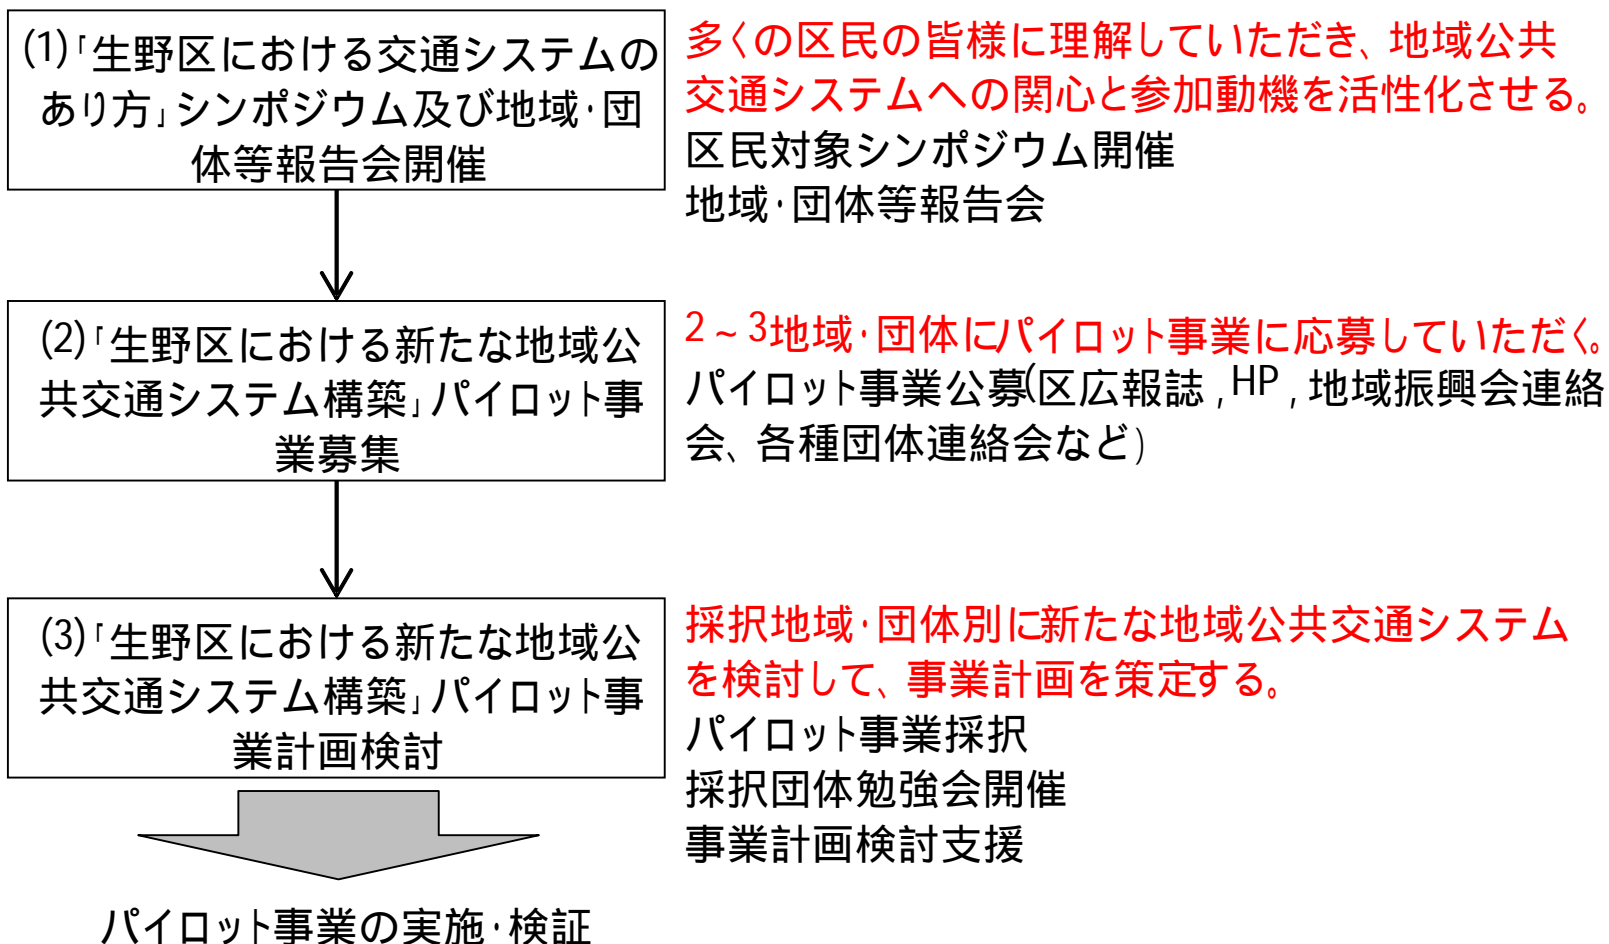 (1)「生野区における交通システムの
あり方」シンポジウム及び地域・団
体等報告会開催
多くの区民の皆様に理解していただき、地域公共
交通システムへの関心と参加動機を活性化させる。
区民対象シンポジウム開催
地域・団体等報告会
(2)「生野区における新たな地域公
共交通システム構築」パイロット事
業募集
2~3地域・団体にパイロット事業に応募していただく。
パイロット事業公募(区広報誌,HP,地域振興会連絡
会、各種団体連絡会など)
(3)「生野区における新たな地域公
共交通システム構築」パイロット事
業計画検討
採択地域・団体別に新たな地域公共交通システム
を検討して、事業計画を策定する。
パイロット事業採択
採択団体勉強会開催
事業計画検討支援
パイロット事業の実施・検証